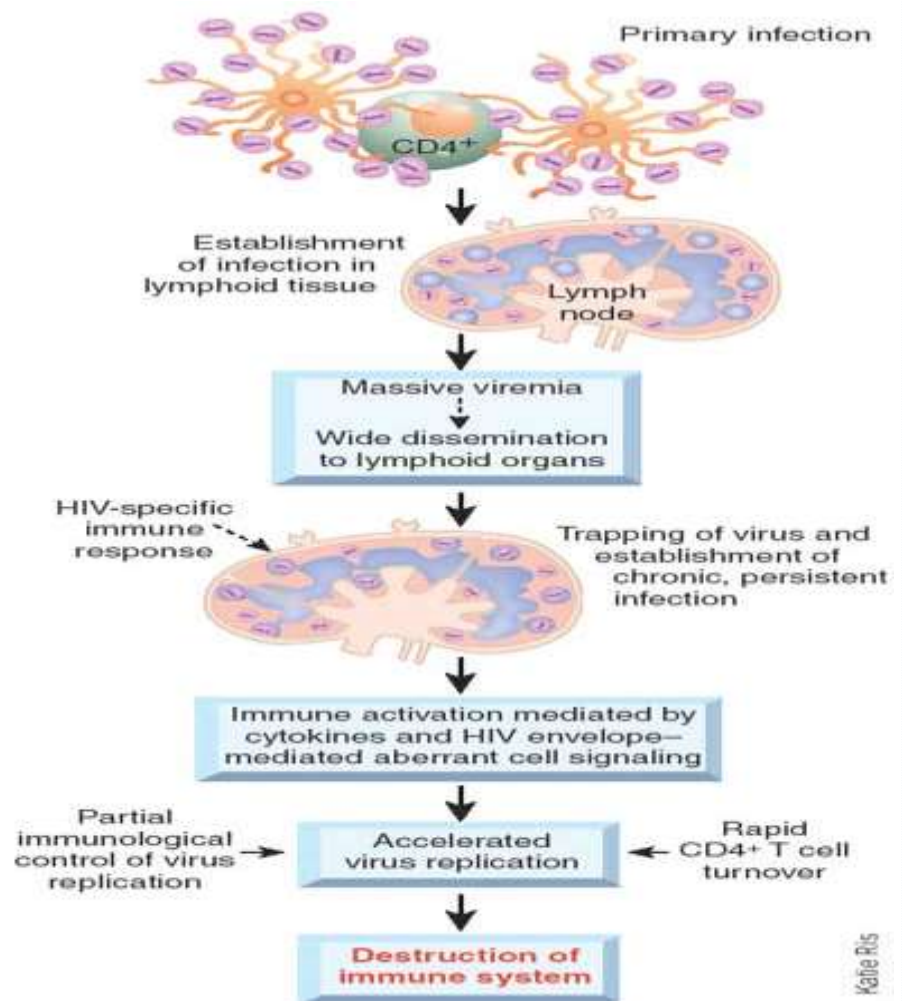 Primary infection
CD4+
Establishment
of infection in
lymphoid tissue
Lymph
node
Massive viremia
Wide dissemination
to lymphoid organs
HIV-specific
immune
response
Trapping of virus and
establishment of
chronic, persistent
infection
Immune activation mediated by
cytokines and HIV envelope–
mediated aberrant cell signaling
Partial
immunological
control of virus
replication
Accelerated
virus replication
Rapid
CD4+ T cell
turnover
Destruction of
immune system
Katie Ris